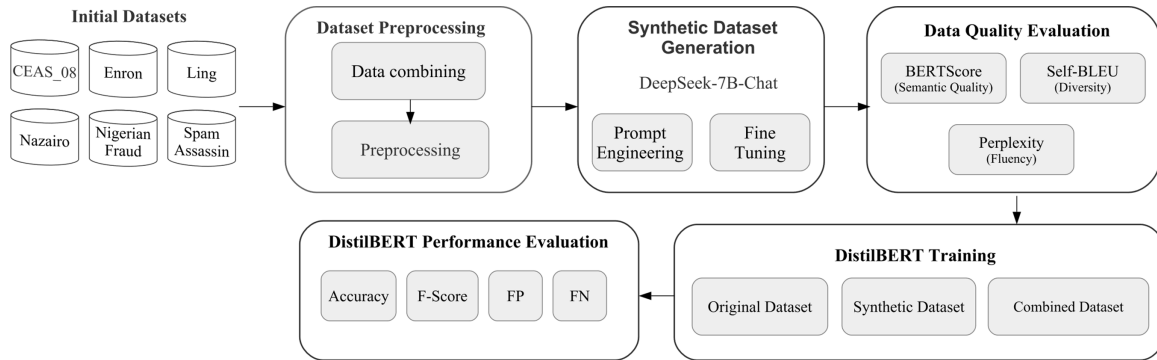 Initial Datasets
CEAS_08
Enron
Ling
Nazairo
Nigerian
Fraud
Spam
Assassin
Dataset Preprocessing
Data combining
Preprocessing
Synthetic Dataset
Generation
DeepSeek-7B-Chat
Prompt
Engineering
Fine
Tuning
Data Quality Evaluation
BERTScore
(Semantic Quality)
Self-BLEU
(Diversity)
Perplexity
(Fluency)
DistilBERT Training
Original Dataset
Synthetic Dataset
Combined Dataset
DistilBERT Performance Evaluation
Accuracy
F-Score
FP
FN